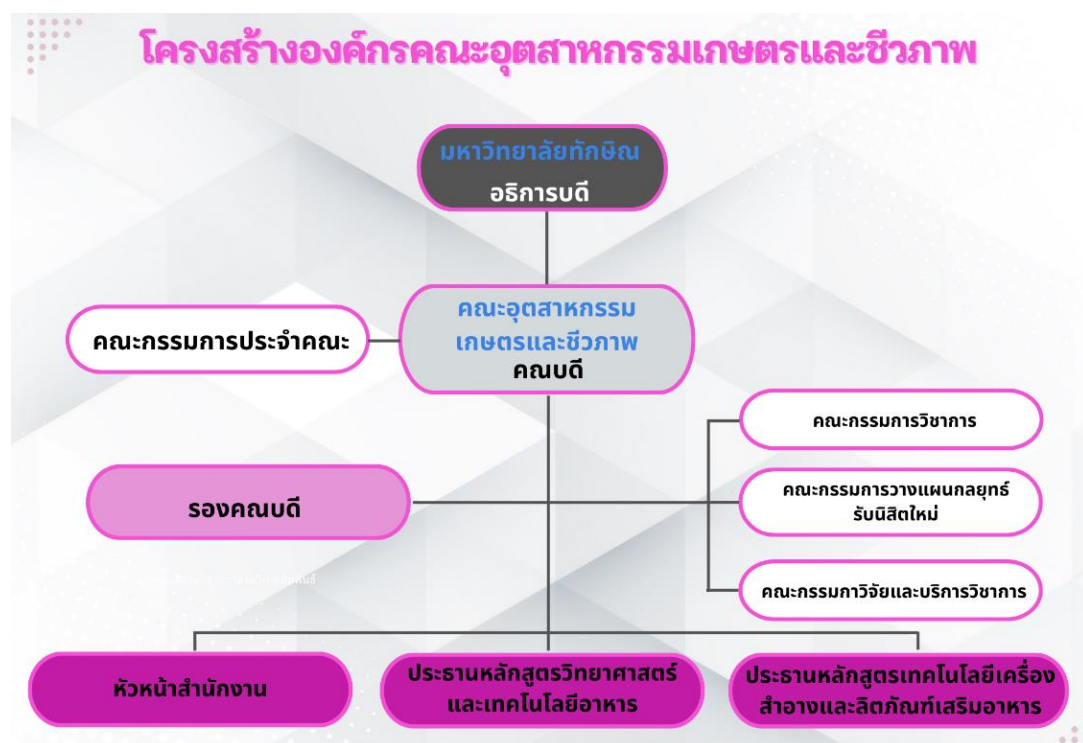 โครงสร้างองค์กรคณะอุตสาหกรรมเกษตรและชีวภาพ
มหาวิทยาลัยทักษิณ
อธิการบดี
คณะอุตสาหกรรม
เกษตรและชีวภาพ
คณบดี
คณะกรรมการประจำคณะ
คณะกรรมการวิชาการ
รองคณบดี
คณะกรรมการวางแผนกลยุทธ์
รับนิสิตใหม่
คณะกรรมกาวิจัยและบริการวิชาการ
หัวหน้าสำนักงาน
ประธานหลักสูตรวิทยาศาสตร์
และเทคโนโลยีอาหาร
ประธานหลักสูตรเทคโนโลยีเครื่อง
สำอางและลิตภัณฑ์เสริมอาหาร